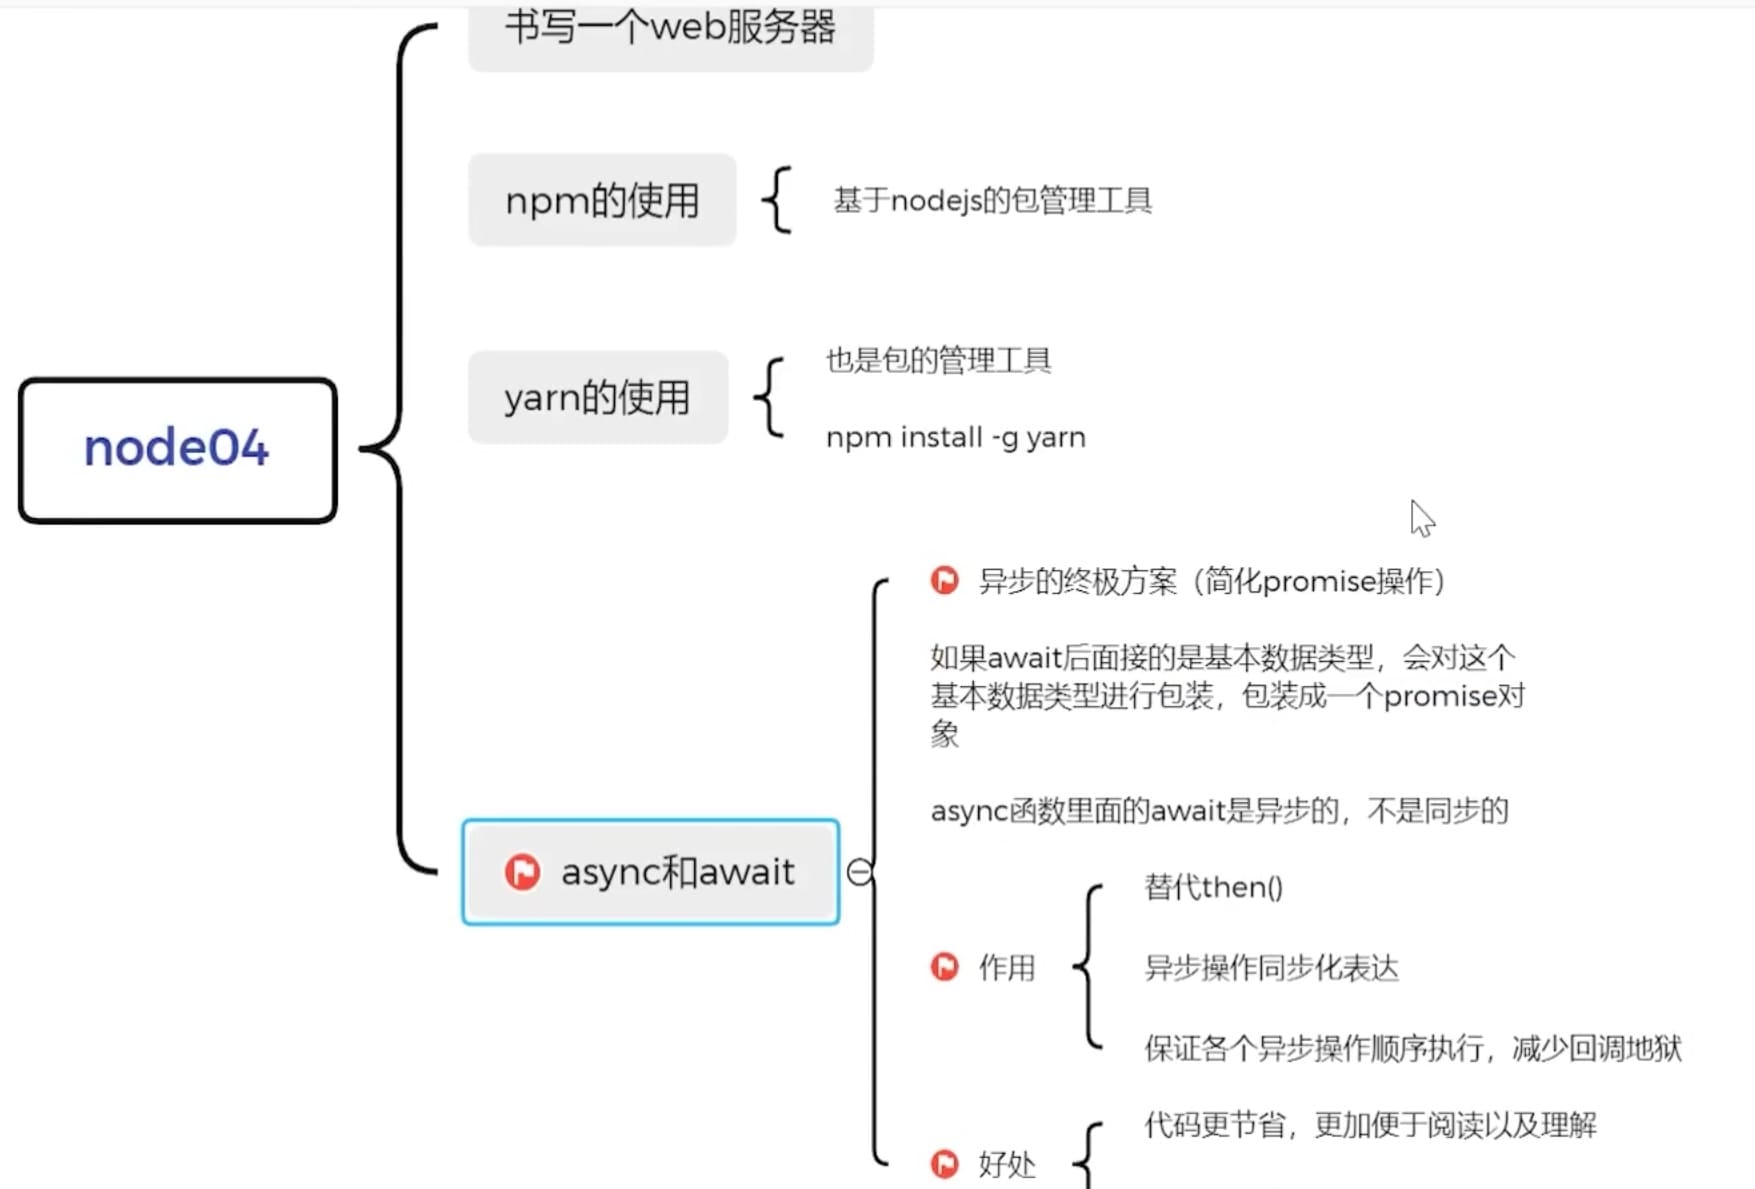 书写一个web服务器
npm的使用
基于nodejs的包管理工具
yarn的使用
也是包的管理工具
npm install -g yarn
node04
async和await
异步的终极方案（简化promise操作）
如果await后面接的是基本数据类型，会对这个
基本数据类型进行包装，包装成一个promise对
象
async函数里面的await是异步的，不是同步的
作用
替代then()
异步操作同步化表达
保证各个异步操作顺序执行，减少回调地狱
好处
代码更节省，更加便于阅读以及理解